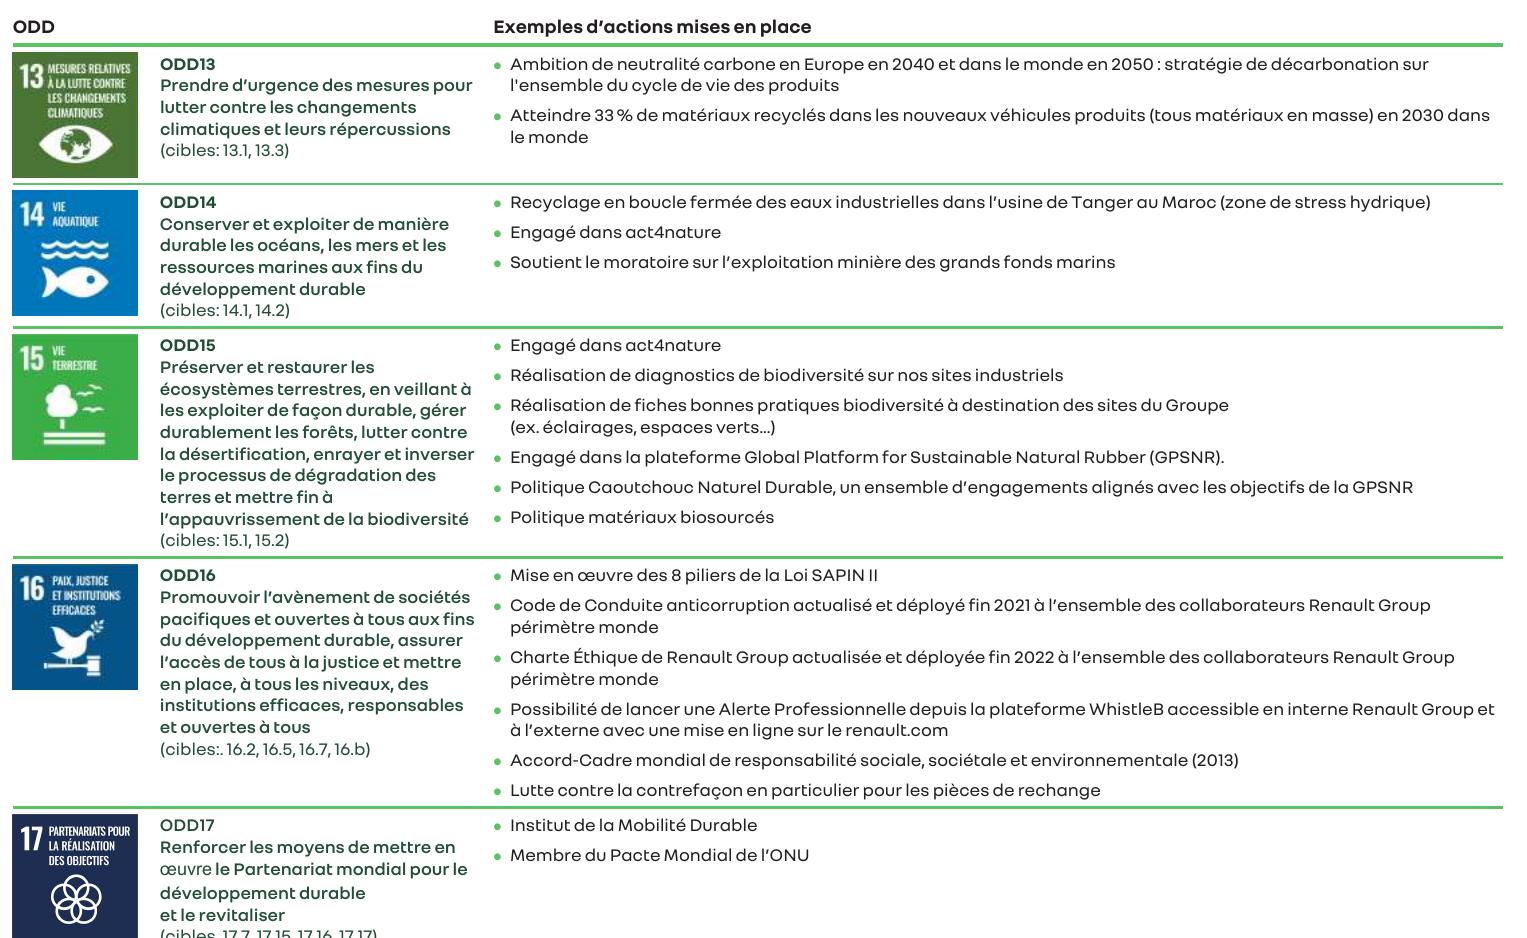 ODD
Exemples d’actions mises en place
13 MESURES RELATIVES
À LA LUTTE CONTRE
LES CHANGEMENTS
CLIMATIQUES
ODD13
Prendre d’urgence des mesures pour
lutter contre les changements
climatiques et leurs répercussions
(cibles: 13.1, 13.3)
• Ambition de neutralité carbone en Europe en 2040 et dans le monde en 2050 : stratégie de décarbonation sur
l'ensemble du cycle de vie des produits
• Atteindre 33 % de matériaux recyclés dans les nouveaux véhicules produits (tous matériaux en masse) en 2030 dans
le monde
14 VIE
AQUATIQUE
ODD14
Conserver et exploiter de manière
durable les océans, les mers et les
ressources marines aux fins du
développement durable
(cibles: 14.1, 14.2)
• Recyclage en boucle fermée des eaux industrielles dans l’usine de Tanger au Maroc (zone de stress hydrique)
• Engagé dans act4nature
• Soutient le moratoire sur l’exploitation minière des grands fonds marins
15 VIE
TERRESTRE
ODD15
Préserver et restaurer les
écosystèmes terrestres, en veillant à
les exploiter de façon durable, gérer
durablement les forêts, lutter contre
la désertification, enrayer et inverser
le processus de dégradation des
terres et mettre fin à
l’appauvrissement de la biodiversité
(cibles: 15.1, 15.2)
• Engagé dans act4nature
• Réalisation de diagnostics de biodiversité sur nos sites industriels
• Réalisation de fiches bonnes pratiques biodiversité à destination des sites du Groupe
(ex. éclairages, espaces verts…)
• Engagé dans la plateforme Global Platform for Sustainable Natural Rubber (GPSNR).
• Politique Caoutchouc Naturel Durable, un ensemble d’engagements alignés avec les objectifs de la GPSNR
• Politique matériaux biosourcés
16 PAIX, JUSTICE
ET INSTITUTIONS
EFFICACES
ODD16
Promouvoir l’avènement de sociétés
pacifiques et ouvertes à tous aux fins
du développement durable, assurer
l’accès de tous à la justice et mettre
en place, à tous les niveaux, des
institutions efficaces, responsables
et ouvertes à tous
(cibles:. 16.2, 16.5, 16.7, 16.b)
• Mise en œuvre des 8 piliers de la Loi SAPIN II
• Code de Conduite anticorruption actualisé et déployé fin 2021 à l’ensemble des collaborateurs Renault Group
périmètre monde
• Charte Éthique de Renault Group actualisée et déployée fin 2022 à l’ensemble des collaborateurs Renault Group
périmètre monde
• Possibilité de lancer une Alerte Professionnelle depuis la plateforme WhistleB accessible en interne Renault Group et
à l’externe avec une mise en ligne sur le renault.com
• Accord-Cadre mondial de responsabilité sociale, sociétale et environnementale (2013)
• Lutte contre la contrefaçon en particulier pour les pièces de rechange
17 PARTENARIATS POUR
LA RÉALISATION
DES OBJECTIFS
ODD17
Renforcer les moyens de mettre en
œuvre le Partenariat mondial pour le
développement durable
et le revitaliser
(cibles. 17.7, 17.15, 17.16, 17.17)
• Institut de la Mobilité Durable
• Membre du Pacte Mondial de l’ONU